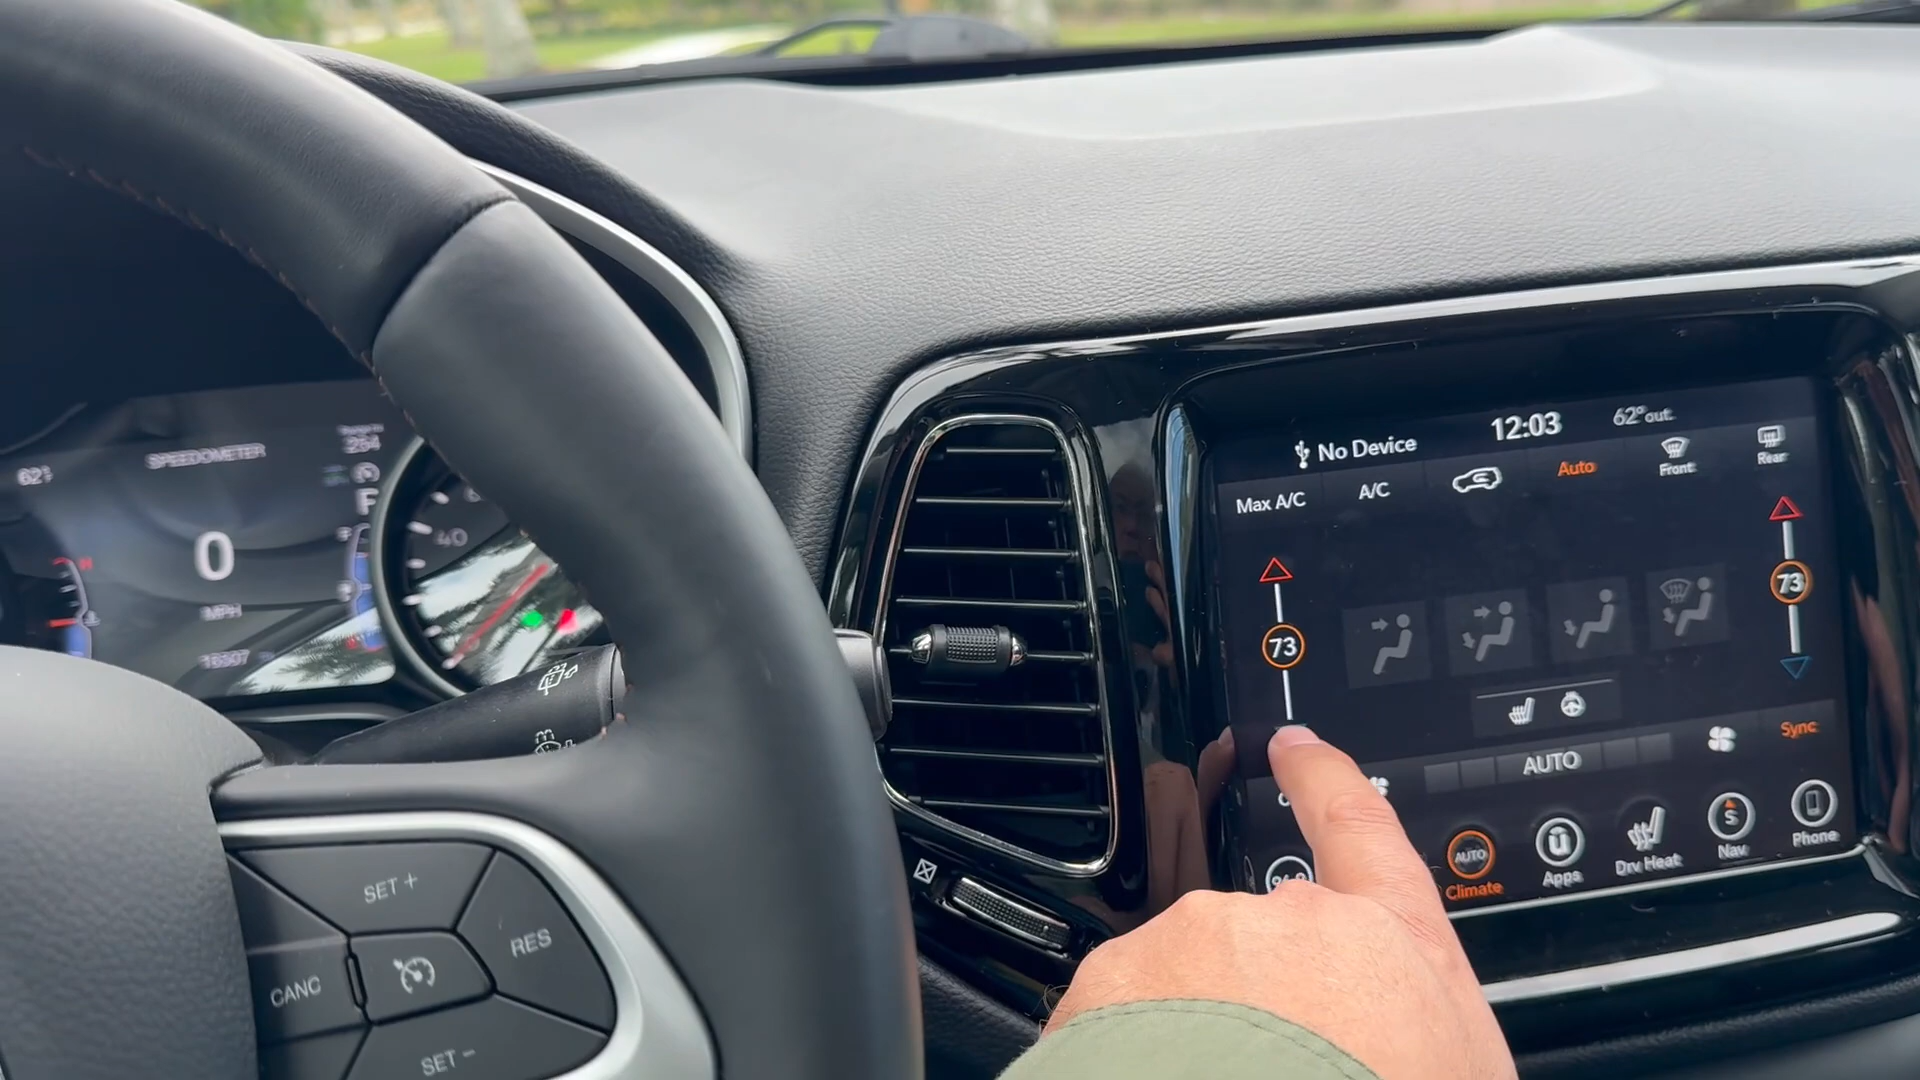 No Device
12:03
62° out.
Max A/C
A/C
Auto
Front
Rear
73
73
AUTO
Sync
AUTO
Climate
Apps
Drv Heat
S
Nav
Phone
62°
SPEEDOMETER
264
0
MPH
P
H
40
SET +
RES
CANC
SET -